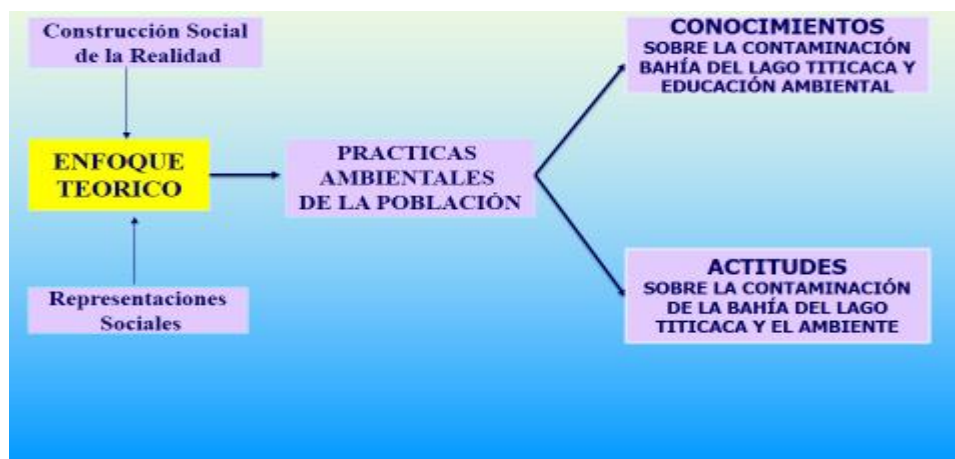 Construcción Social
de la Realidad
ENFOQUE
TEORICO
Representaciones
Sociales
PRACTICAS
AMBIENTALES
DE LA POBLACIÓN
CONOCIMIENTOS
SOBRE LA CONTAMINACIÓN
BAHÍA DEL LAGO TITICACA Y
EDUCACIÓN AMBIENTAL
ACTITUDES
SOBRE LA CONTAMINACIÓN
DE LA BAHÍA DEL LAGO
TITICACA Y EL AMBIENTE